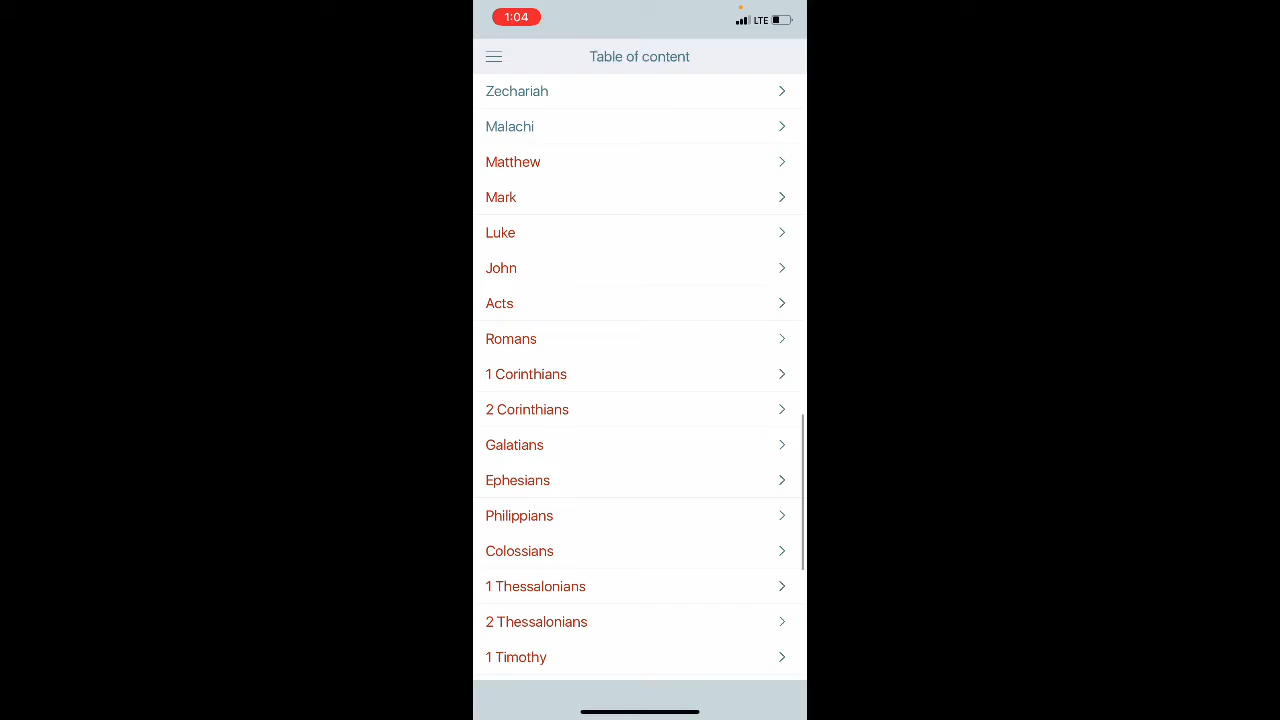 1:04
LTE
Table of content
Zechariah
Malachi
Matthew
Mark
Luke
John
Acts
Romans
1 Corinthians
2 Corinthians
Galatians
Ephesians
Philippians
Colossians
1 Thessalonians
2 Thessalonians
1 Timothy